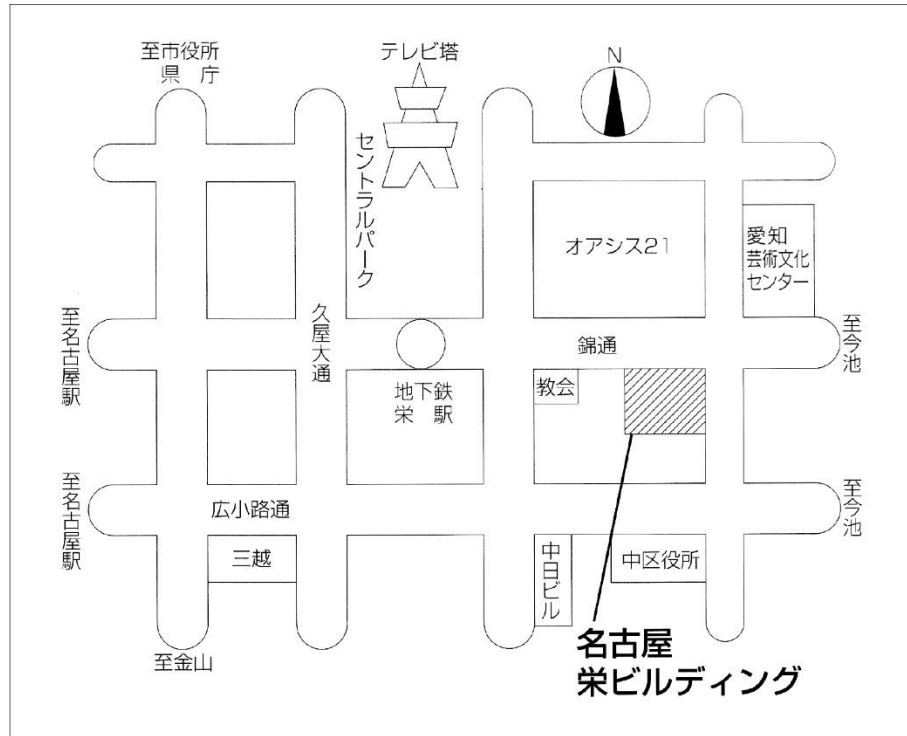 至市役所
県　庁
テレビ塔
N
セントラルパーク
オアシス21
愛知
芸術文化
センター
至名古屋駅
久屋大通
錦通
至今池
地下鉄
栄　駅
教会
至名古屋駅
広小路通
至今池
三越
中日ビル
中区役所
至金山
名古屋
栄ビルディング